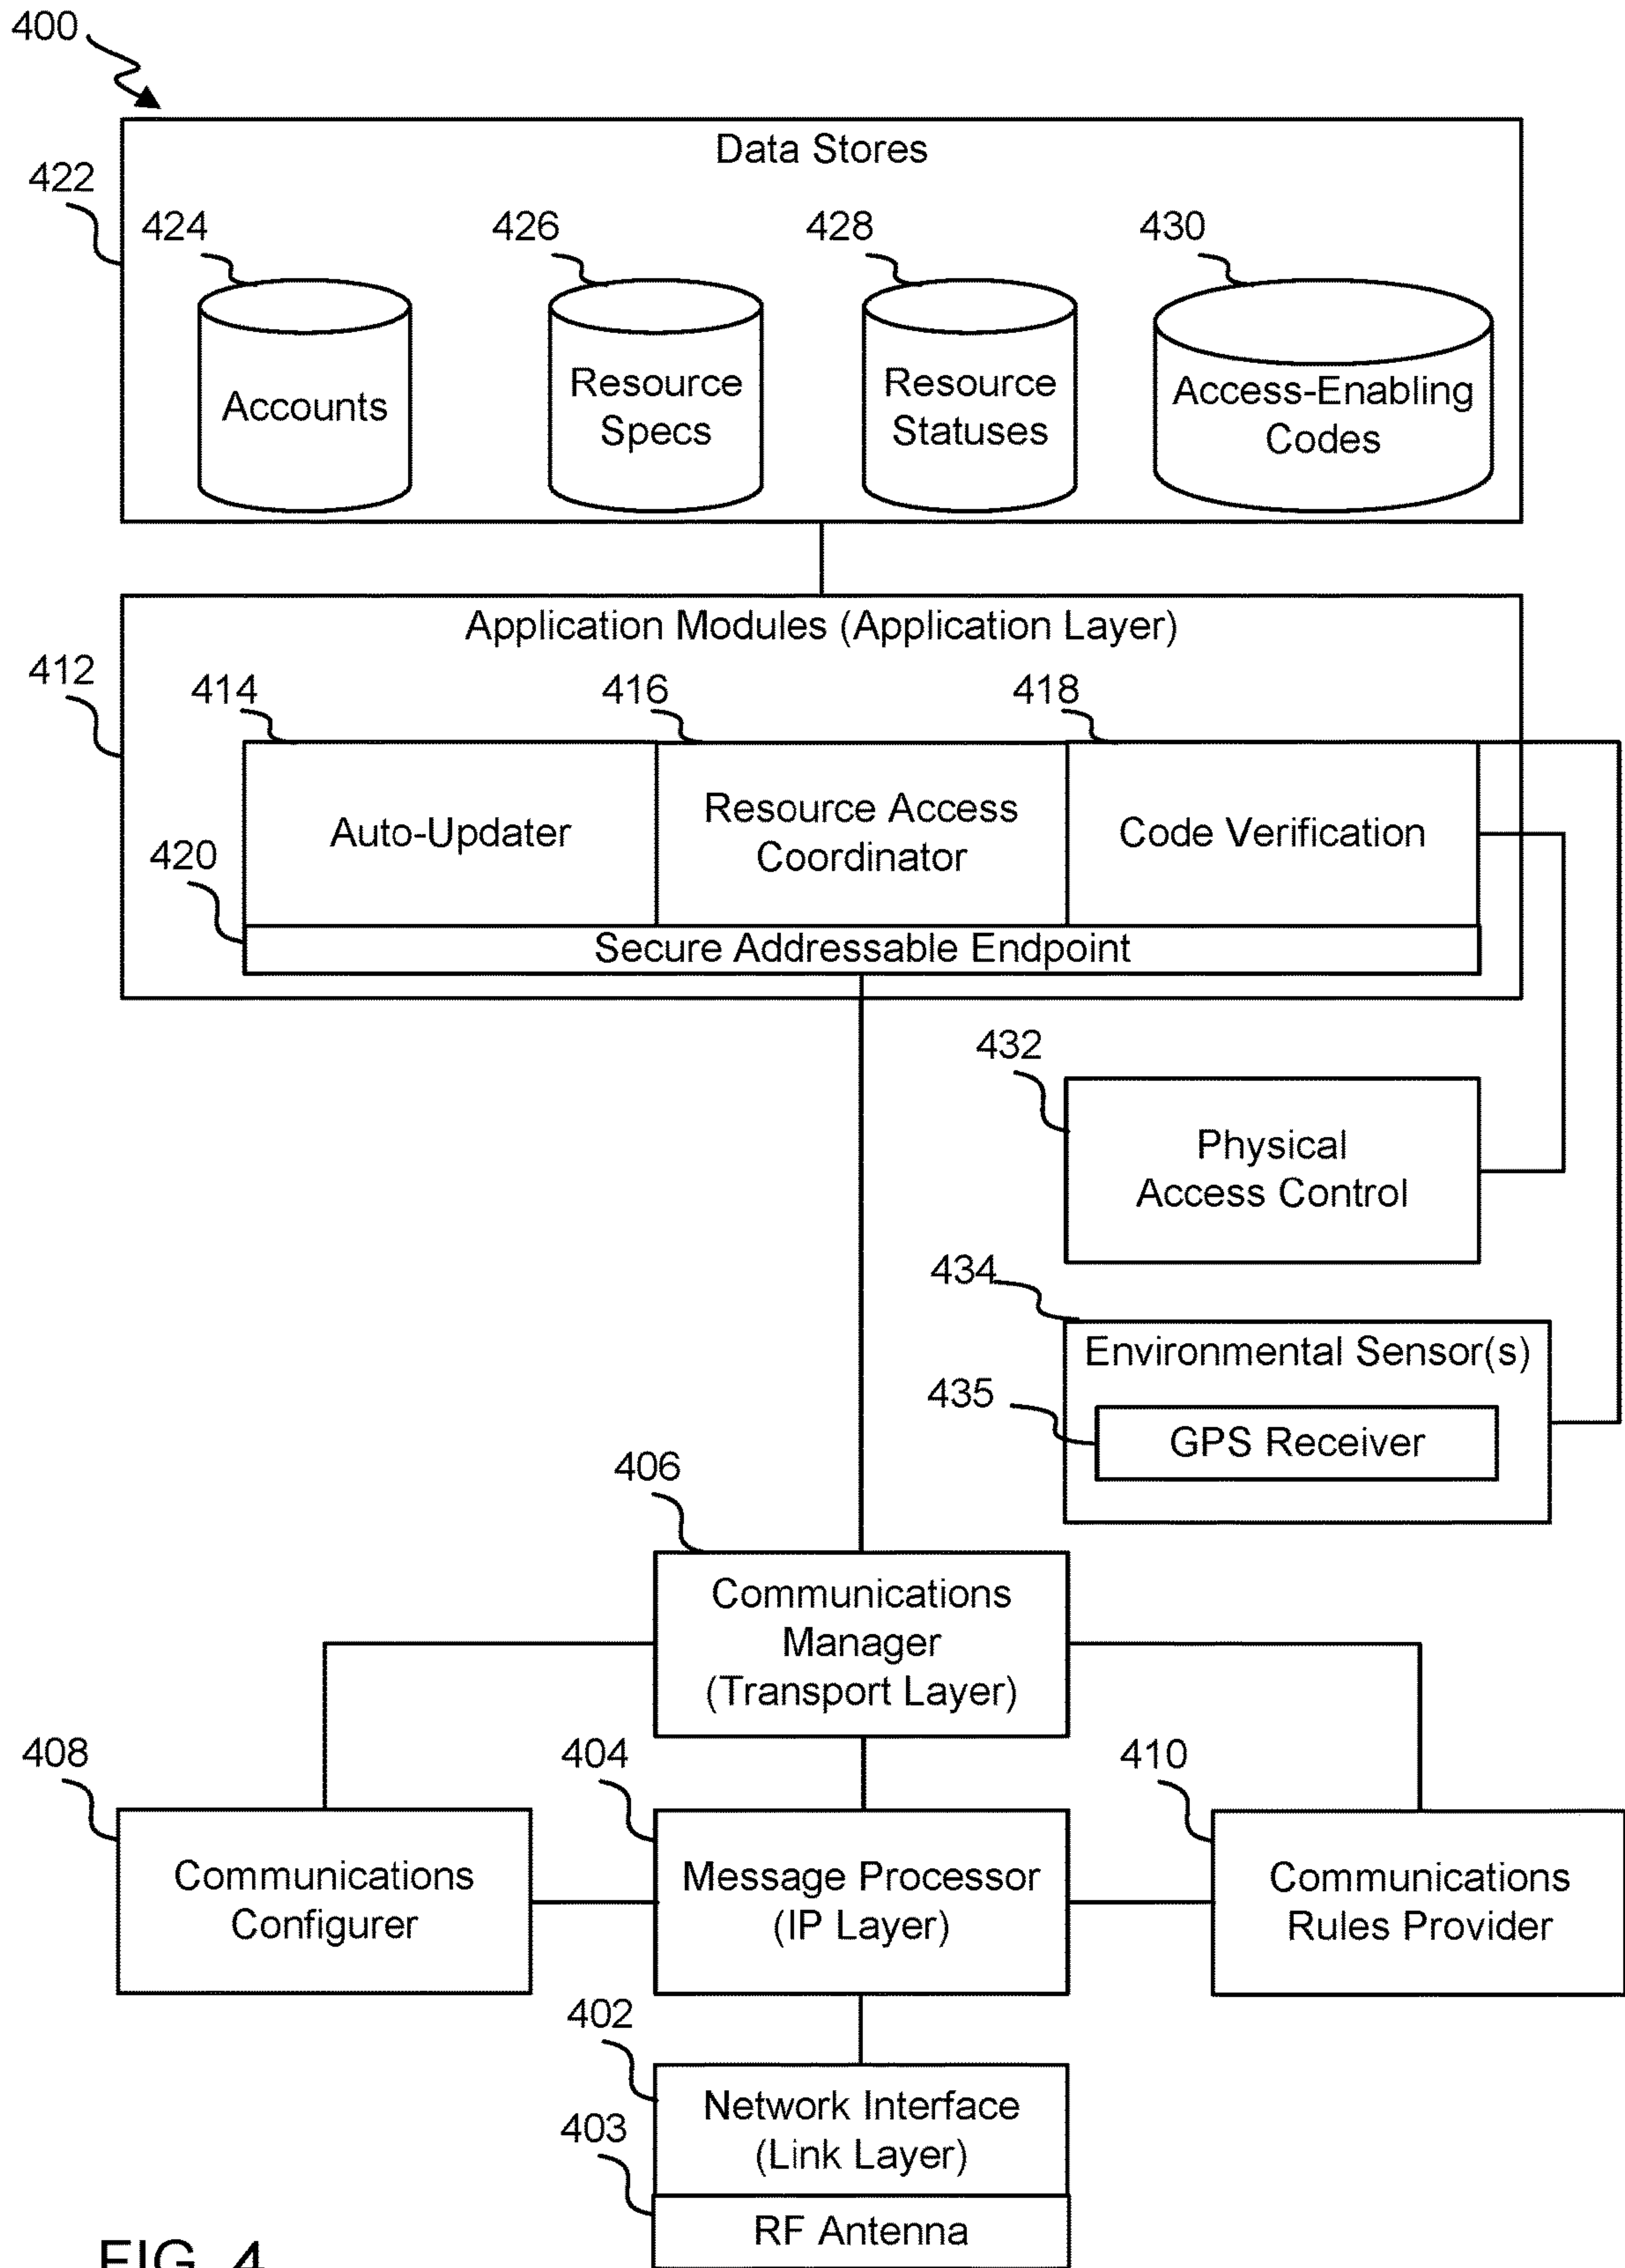 400
Data Stores
422
424
426
428
430
Accounts
Resource
Specs
Resource
Statuses
Access-Enabling
Codes
Application Modules (Application Layer)
412
414
416
418
Auto-Updater
Resource Access
Coordinator
Code Verification
420
Secure Addressable Endpoint
432
Physical
Access Control
434
Environmental Sensor(s)
435
GPS Receiver
406
Communications
Manager
(Transport Layer)
408
404
410
Communications
Configurer
Message Processor
(IP Layer)
Communications
Rules Provider
402
Network Interface
(Link Layer)
403
RF Antenna
FIG. 4